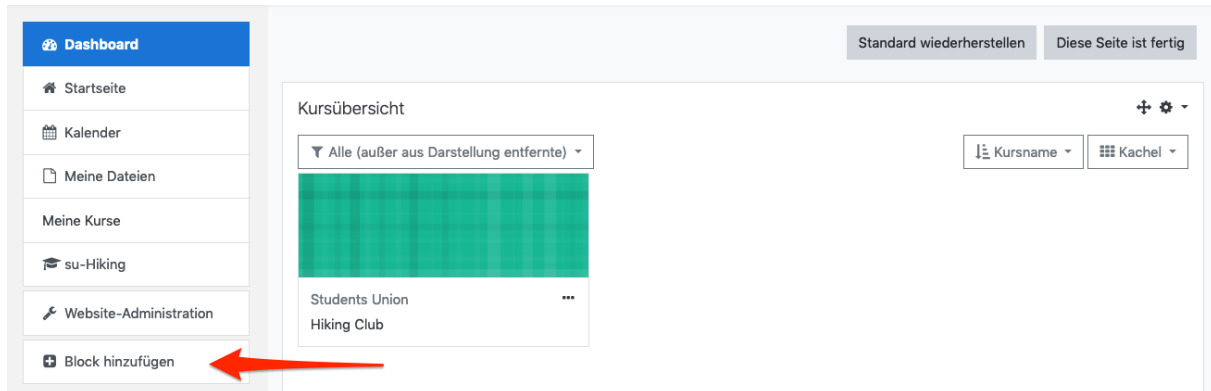 Dashboard
Startseite
Kalender
Meine Dateien
Meine Kurse
su-Hiking
Website-Administration
Block hinzufügen
Standard wiederherstellen
Diese Seite ist fertig
Kursübersicht
Alle (außer aus Darstellung entfernte)
Kursname
Kachel
Students Union
Hiking Club